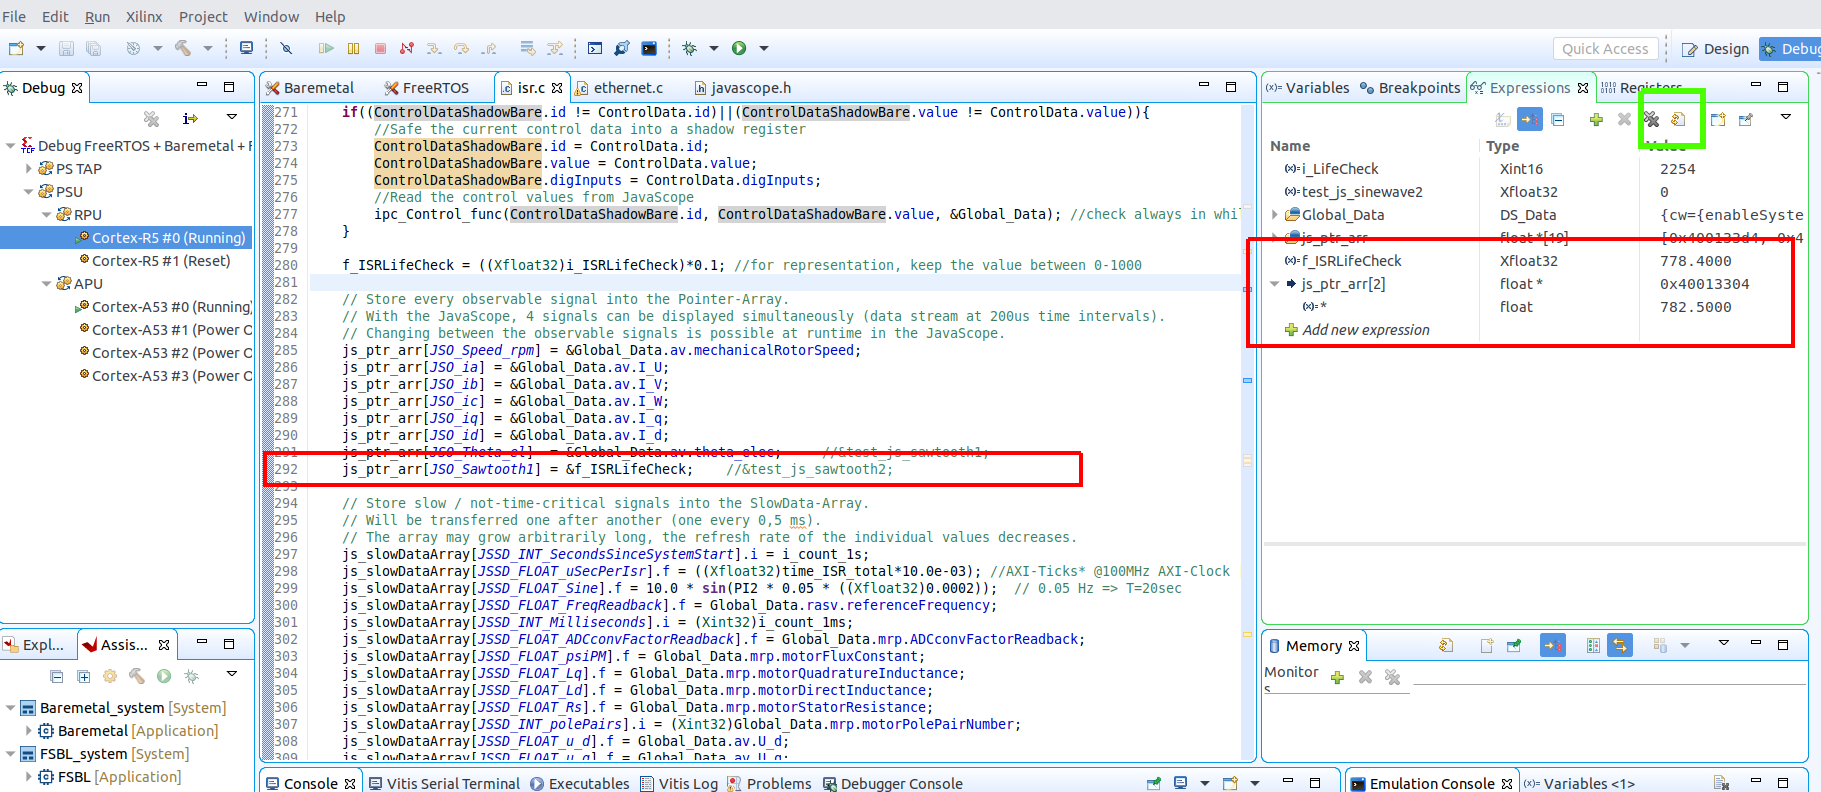 File Edit Run Xilinx Project Window Help
Quick Access
Design
Debug
Debug
Debug FreeRTOS + Baremetal + F
PS TAP
PSU
RPU
Cortex-R5 #0 (Running)
Cortex-R5 #1 (Reset)
APU
Cortex-A53 #0 (Running)
Cortex-A53 #1 (Power O
Cortex-A53 #2 (Power O
Cortex-A53 #3 (Power O
Expl... Assis...
Baremetal_system [System]
Baremetal [Application]
FSBL_system [System]
FSBL [Application]
Baremetal FreeRTOS isr.c ethernet.c javascope.h
271 if((ControlDataShadowBare.id != ControlData.id)||(ControlDataShadowBare.value != ControlData.value)){
272 //Safe the current control data into a shadow register
273 ControlDataShadowBare.id = ControlData.id;
274 ControlDataShadowBare.value = ControlData.value;
275 ControlDataShadowBare.digInputs = ControlData.digInputs;
276 //Read the control values from JavaScope
277 ipc_Control_func(ControlDataShadowBare.id, ControlDataShadowBare.value, &Global_Data); //check always in whi
278 }
279
280 f_ISRLifeCheck = ((Xfloat32)i_ISRLifeCheck)*0.1; //for representation, keep the value between 0-1000
281
282 // Store every observable signal into the Pointer-Array.
283 // With the JavaScope, 4 signals can be displayed simultaneously (data stream at 200us time intervals).
284 // Changing between the observable signals is possible at runtime in the JavaScope.
285 js_ptr_arr[JSO_Speed_rpm] = &Global_Data.av.mechanicalRotorSpeed;
286 js_ptr_arr[JSO_ia] = &Global_Data.av.I_U;
287 js_ptr_arr[JSO_ib] = &Global_Data.av.I_V;
288 js_ptr_arr[JSO_ic] = &Global_Data.av.I_W;
289 js_ptr_arr[JSO_iq] = &Global_Data.av.I_q;
290 js_ptr_arr[JSO_id] = &Global_Data.av.I_d;
291 js_ptr_arr[JSO_Theta_el] = &Global_Data.av.theta_elec; //&test_js_sawtooth1;
292 js_ptr_arr[JSO_Sawtooth1] = &f_ISRLifeCheck; //&test_js_sawtooth2;
293
294 // Store slow / not-time-critical signals into the SlowData-Array.
295 // Will be transferred one after another (one every 0,5 ms).
296 // The array may grow arbitrarily long, the refresh rate of the individual values decreases.
297 js_slowDataArray[JSSD_INT_SecondsSinceSystemStart].i = i_count_1s;
298 js_slowDataArray[JSSD_FLOAT_uSecPerIsr].f = ((Xfloat32)time_ISR_total*10.0e-03); //AXI-Ticks* @100MHz AXI-Clock
299 js_slowDataArray[JSSD_FLOAT_Sine].f = 10.0 * sin(PI2 * 0.05 * ((Xfloat32)0.0002)); // 0.05 Hz => T=20sec
300 js_slowDataArray[JSSD_FLOAT_FreqReadback].f = Global_Data.rasv.referenceFrequency;
301 js_slowDataArray[JSSD_INT_Milliseconds].i = (Xint32)i_count_1ms;
302 js_slowDataArray[JSSD_FLOAT_ADCconvFactorReadback].f = Global_Data.mrp.ADCconvFactorReadback;
303 js_slowDataArray[JSSD_FLOAT_psiPM].f = Global_Data.mrp.motorFluxConstant;
304 js_slowDataArray[JSSD_FLOAT_Lq].f = Global_Data.mrp.motorQuadratureInductance;
305 js_slowDataArray[JSSD_FLOAT_Ld].f = Global_Data.mrp.motorDirectInductance;
306 js_slowDataArray[JSSD_FLOAT_Rs].f = Global_Data.mrp.motorStatorResistance;
307 js_slowDataArray[JSSD_INT_polePairs].i = (Xint32)Global_Data.mrp.motorPolePairNumber;
308 js_slowDataArray[JSSD_FLOAT_u_d].f = Global_Data.av.U_d;
309 js_slowDataArray[JSSD_FLOAT_u_q].f = Global_Data.av.U_q;
Variables Breakpoints Expressions Registers
Name Type Value
i_LifeCheck Xint16 2254
test_js_sinewave2 Xfloat32 0
Global_Data DS_Data {cw={enableSyste
js_ptr_arr float *[19] [0x400133d4, 0x4
f_ISRLifeCheck Xfloat32 778.4000
js_ptr_arr[2] float * 0x40013304
* float 782.5000
Add new expression
Memory
Monitor
s
Console Vitis Serial Terminal Executables Vitis Log Problems Debugger Console
Emulation Console Variables <1>